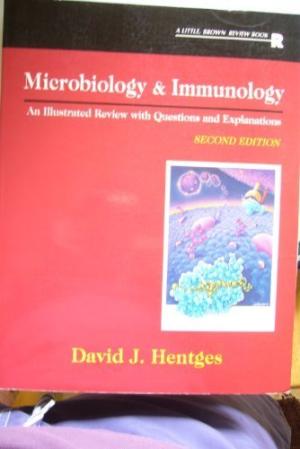 A LITTLE, BROWN REVIEW BOOK
R
Microbiology & Immunology
An Illustrated Review with Questions and Explanations
SECOND EDITION
David J. Hentges